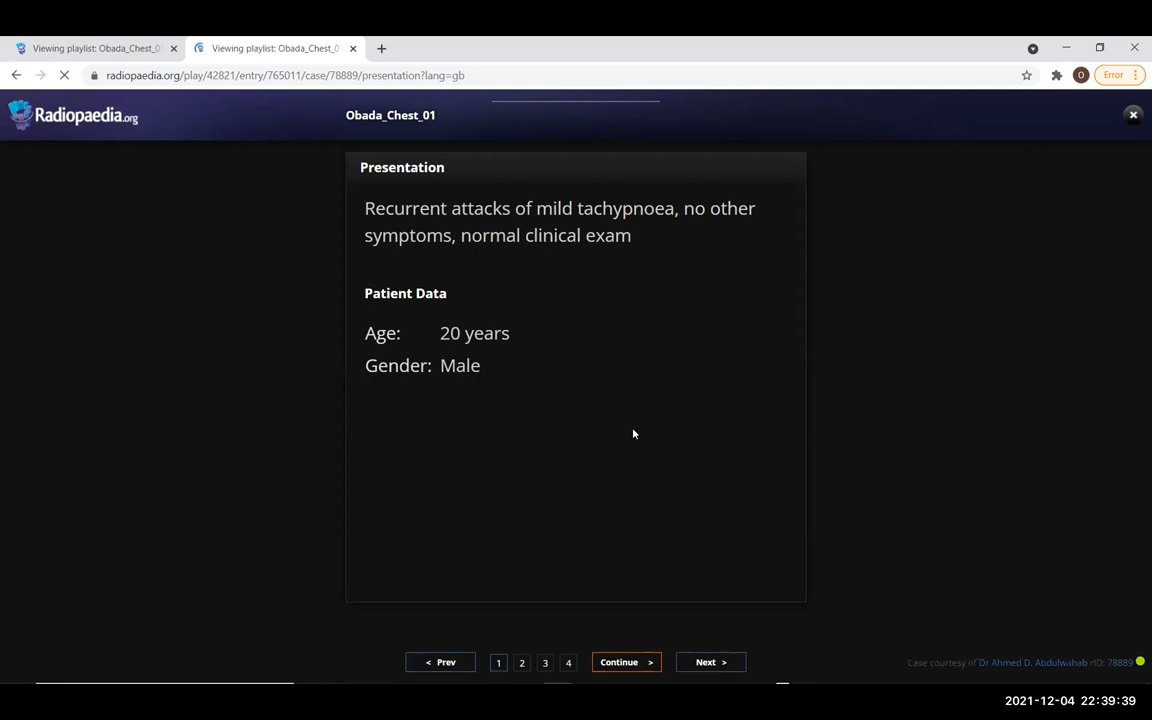 Viewing playlist: Obada_Chest_0
Viewing playlist: Obada_Chest_0
radiopaedia.org/play/42821/entry/765011/case/78889/presentation?lang=gb
O
Error
Radiopaedia.org
Obada_Chest_01
Presentation
Recurrent attacks of mild tachypnoea, no other
symptoms, normal clinical exam
Patient Data
Age: 20 years
Gender: Male
< Prev 1 2 3 4 Continue > Next >
Case courtesy of Dr Ahmed D. Abdulwahab rID: 78889
2021-12-04 22:39:39